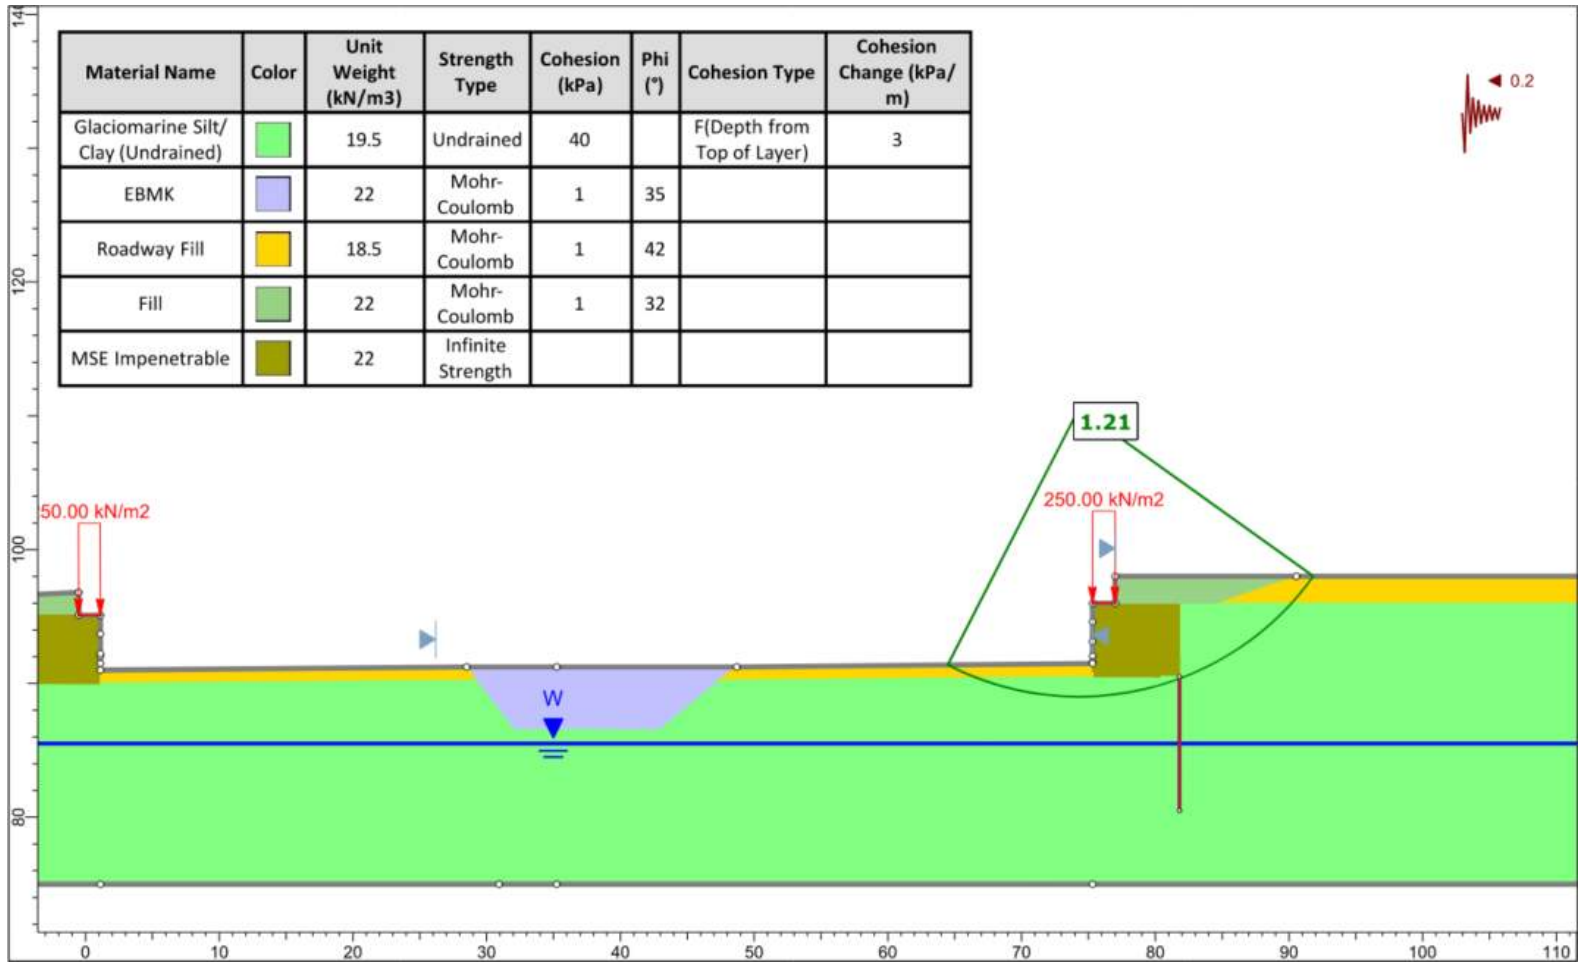 Material Name Color Unit Weight (kN/m3) Strength Type Cohesion (kPa) Phi (°) Cohesion Type Cohesion Change (kPa/ m)
Glaciomarine Silt/ Clay (Undrained) 19.5 Undrained 40 F(Depth from Top of Layer) 3
EBMK 22 Mohr- Coulomb 1 35
Roadway Fill 18.5 Mohr- Coulomb 1 42
Fill 22 Mohr- Coulomb 1 32
MSE Impenetrable 22 Infinite Strength
0.2
1.21
50.00 kN/m2
250.00 kN/m2
W
140
120
100
80
0 10 20 30 40 50 60 70 80 90 100 110